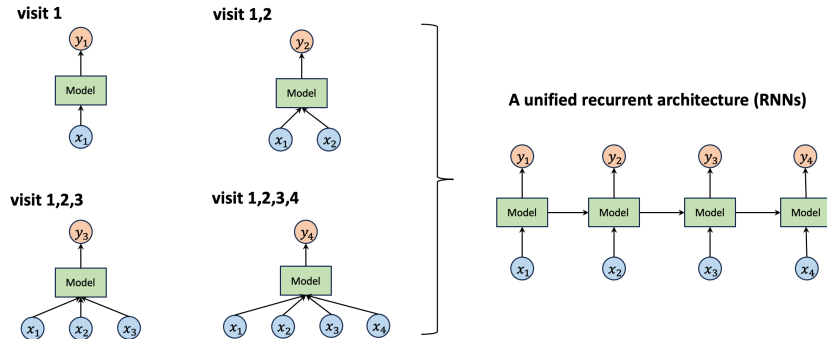 visit 1
y₁
Model
x₁
visit 1,2
y₂
Model
x₁ x₂
visit 1,2,3
y₃
Model
x₁ x₂ x₃
visit 1,2,3,4
y₄
Model
x₁ x₂ x₃ x₄
A unified recurrent architecture (RNNs)
y₁ y₂ y₃ y₄
Model Model Model Model
x₁ x₂ x₃ x₄